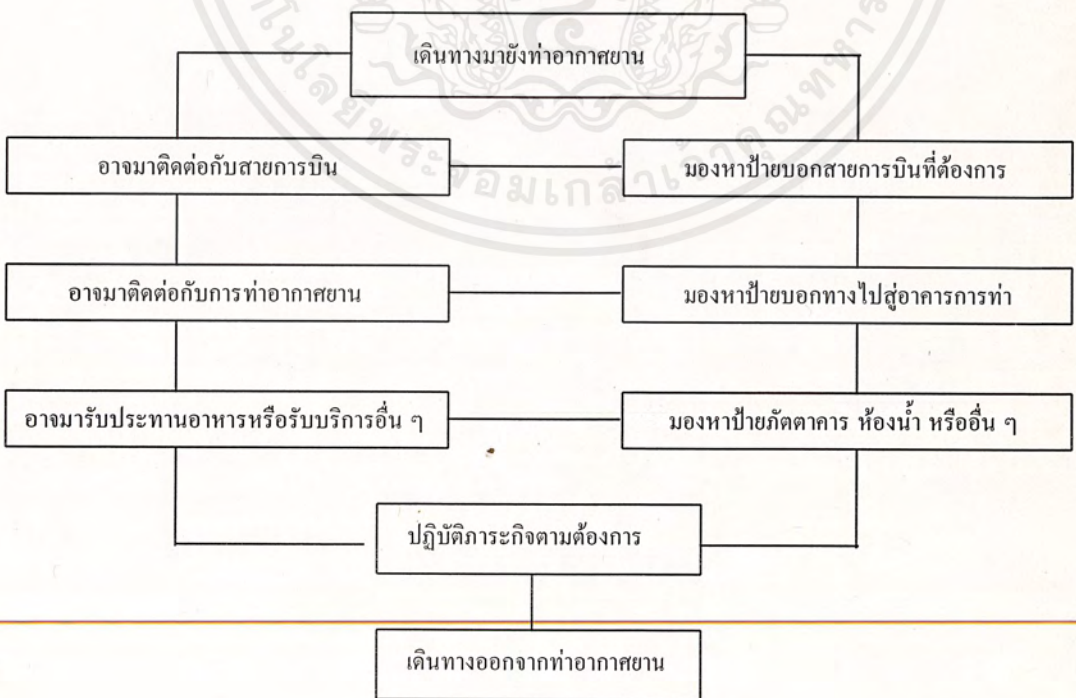 เดินทางมายังท่าอากาศยาน
อาจมาติดต่อกับสายการบิน
มองหาป้ายบอกสายการบินที่ต้องการ
อาจมาติดต่อกับการท่าอากาศยาน
มองหาป้ายบอกทางไปสู่อาคารการท่า
อาจมารับประทานอาหารหรือรับบริการอื่น ๆ
มองหาป้ายภัตตาคาร ห้องน้ำ หรืออื่น ๆ
ปฏิบัติภาระกิจตามต้องการ
เดินทางออกจากท่าอากาศยาน